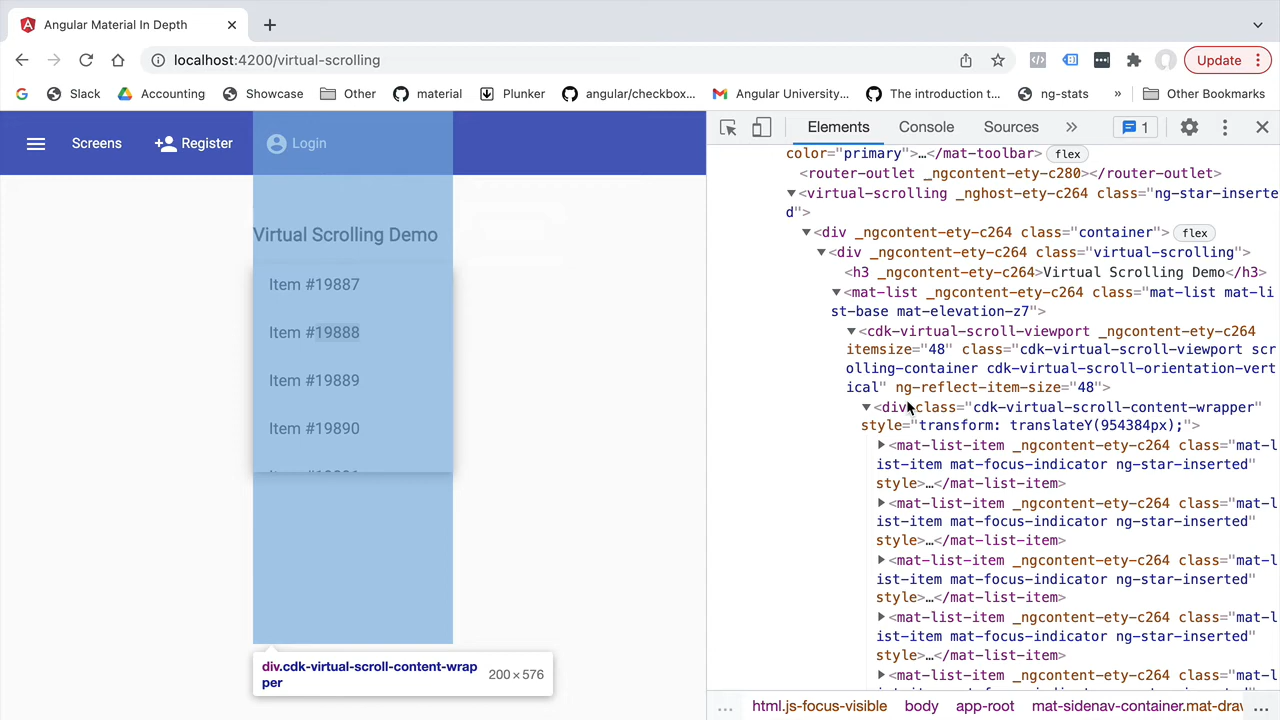 Angular Material In Depth
localhost:4200/virtual-scrolling
Update
Slack
Accounting
Showcase
Other
material
Plunker
angular/checkbox...
Angular University,...
The introduction t...
ng-stats
»
Other Bookmarks
Screens
Register
Login
Virtual Scrolling Demo
Item #19887
Item #19888
Item #19889
Item #19890
div.cdk-virtual-scroll-content-wrap
per
200 × 576
Elements
Console
Sources
»
1
color="primary">…</mat-toolbar> flex
<router-outlet _ngcontent-ety-c280></router-outlet>
<virtual-scrolling _nghost-ety-c264 class="ng-star-inserte
d">
<div _ngcontent-ety-c264 class="container"> flex
<div _ngcontent-ety-c264 class="virtual-scrolling">
<h3 _ngcontent-ety-c264>Virtual Scrolling Demo</h3>
<mat-list _ngcontent-ety-c264 class="mat-list mat-li
st-base mat-elevation-z7">
<cdk-virtual-scroll-viewport _ngcontent-ety-c264
itemsize="48" class="cdk-virtual-scroll-viewport scr
olling-container cdk-virtual-scroll-orientation-vert
ical" ng-reflect-item-size="48">
<div class="cdk-virtual-scroll-content-wrapper"
style="transform: translateY(954384px);">
<mat-list-item _ngcontent-ety-c264 class="mat-l
ist-item mat-focus-indicator ng-star-inserted"
style>…</mat-list-item>
<mat-list-item _ngcontent-ety-c264 class="mat-l
ist-item mat-focus-indicator ng-star-inserted"
style>…</mat-list-item>
<mat-list-item _ngcontent-ety-c264 class="mat-l
ist-item mat-focus-indicator ng-star-inserted"
style>…</mat-list-item>
<mat-list-item _ngcontent-ety-c264 class="mat-l
ist-item mat-focus-indicator ng-star-inserted"
style>…</mat-list-item>
<mat-list-item _ngcontent-ety-c264 class="mat-l
... html.js-focus-visible body app-root mat-sidenav-container.mat-drav ...